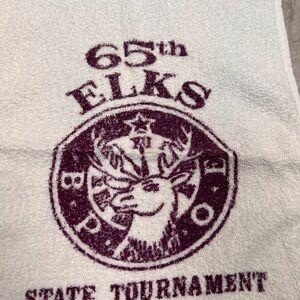 65th
ELKS
B P O E
STATE TOURNAMENT